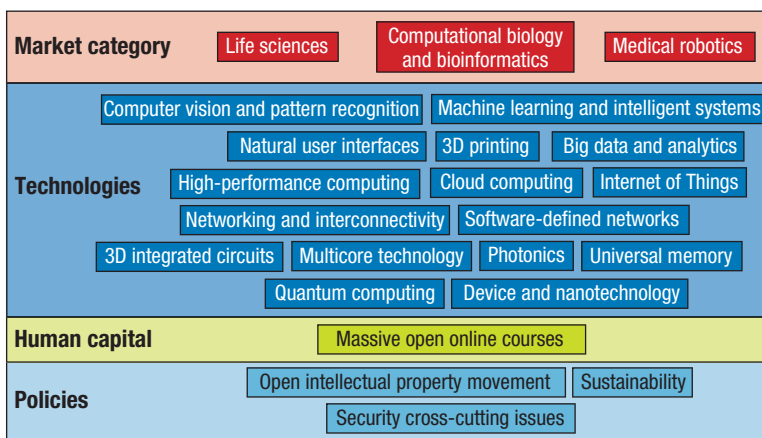 Market category
Life sciences
Computational biology
and bioinformatics
Medical robotics
Technologies
Computer vision and pattern recognition
Machine learning and intelligent systems
Natural user interfaces
3D printing
Big data and analytics
High-performance computing
Cloud computing
Internet of Things
Networking and interconnectivity
Software-defined networks
3D integrated circuits
Multicore technology
Photonics
Universal memory
Quantum computing
Device and nanotechnology
Human capital
Massive open online courses
Policies
Open intellectual property movement
Sustainability
Security cross-cutting issues